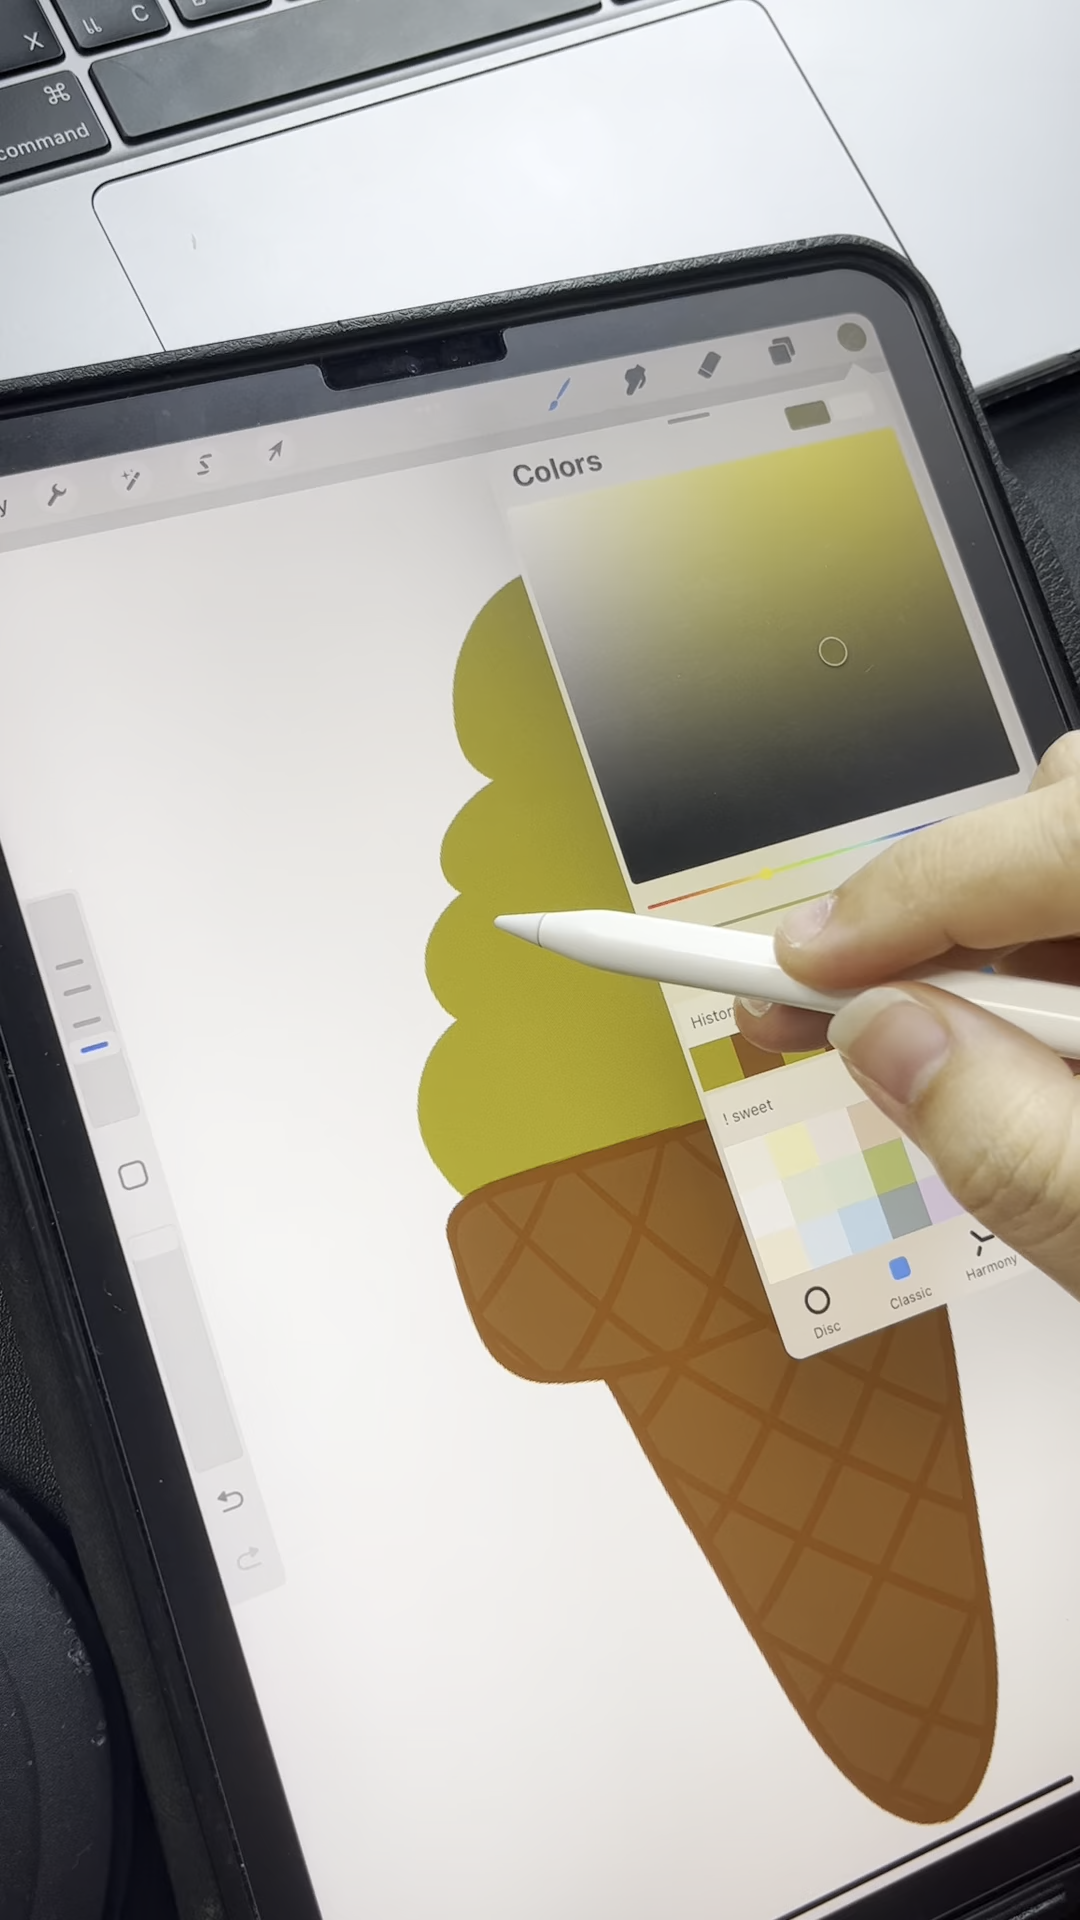 X
C
⌘
command
y
Colors
Histor
! sweet
Disc
Classic
Harmony